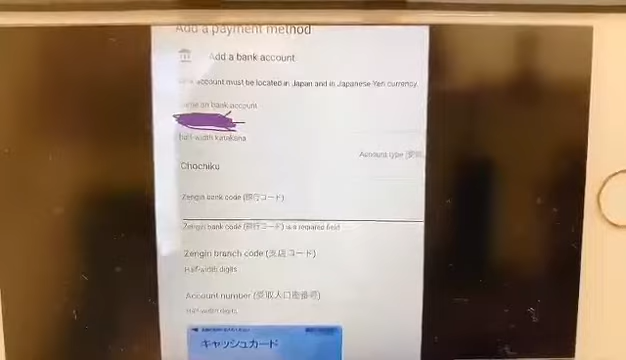 Add a payment method
Add a bank account
account must be located in Japan and in Japanese Yen currency.
on bank account
Half-width katakana
Account type
Chochiku
Zengin bank code (銀行コード)
Zengin bank code (銀行コード) is a required field
Zengin branch code (支店コード)
Half-width digits
Account number (受取人口座番号)
Half-width digits
キャッシュカード